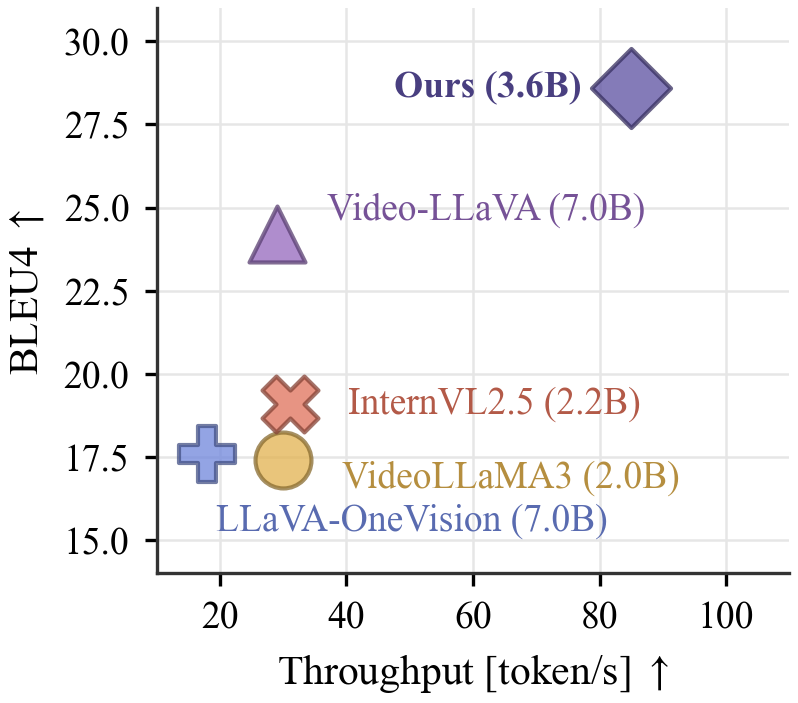 BLEU4 ↑
30.0
27.5
25.0
22.5
20.0
17.5
15.0
Ours (3.6B)
Video-LLaVA (7.0B)
InternVL2.5 (2.2B)
VideoLLaMA3 (2.0B)
LLaVA-OneVision (7.0B)
20 40 60 80 100
Throughput [token/s] ↑